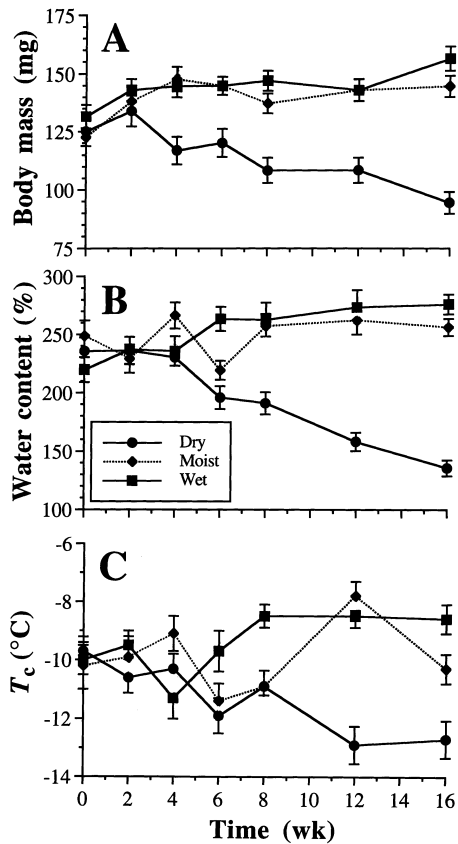 A
Body mass (mg)
175
150
125
100
75
B
Water content (%)
300
250
200
150
100
Dry
Moist
Wet
C
Tc (°C)
-6
-8
-10
-12
-14
0 2 4 6 8 10 12 14 16
Time (wk)